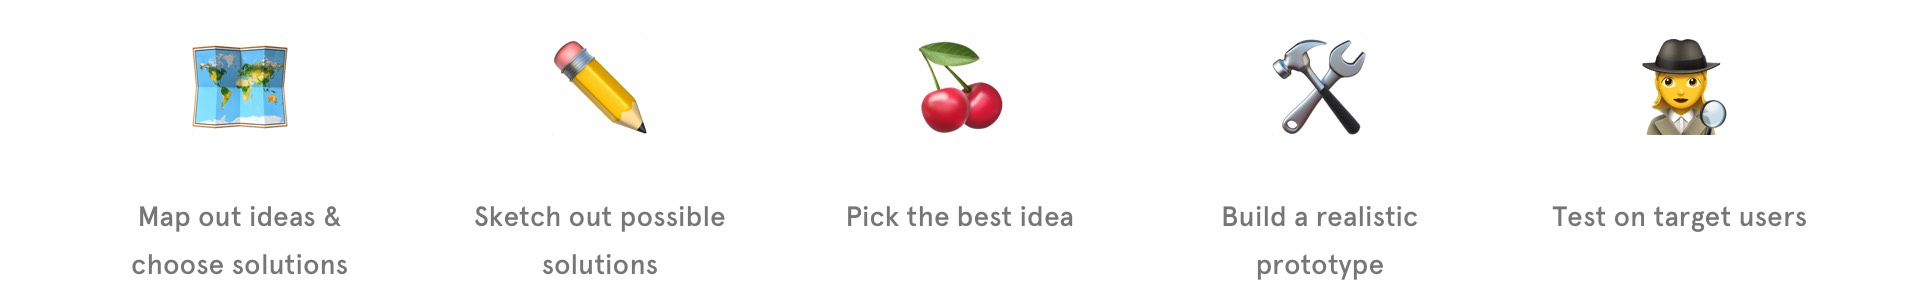 Map out ideas &
choose solutions
Sketch out possible
solutions
Pick the best idea
Build a realistic
prototype
Test on target users